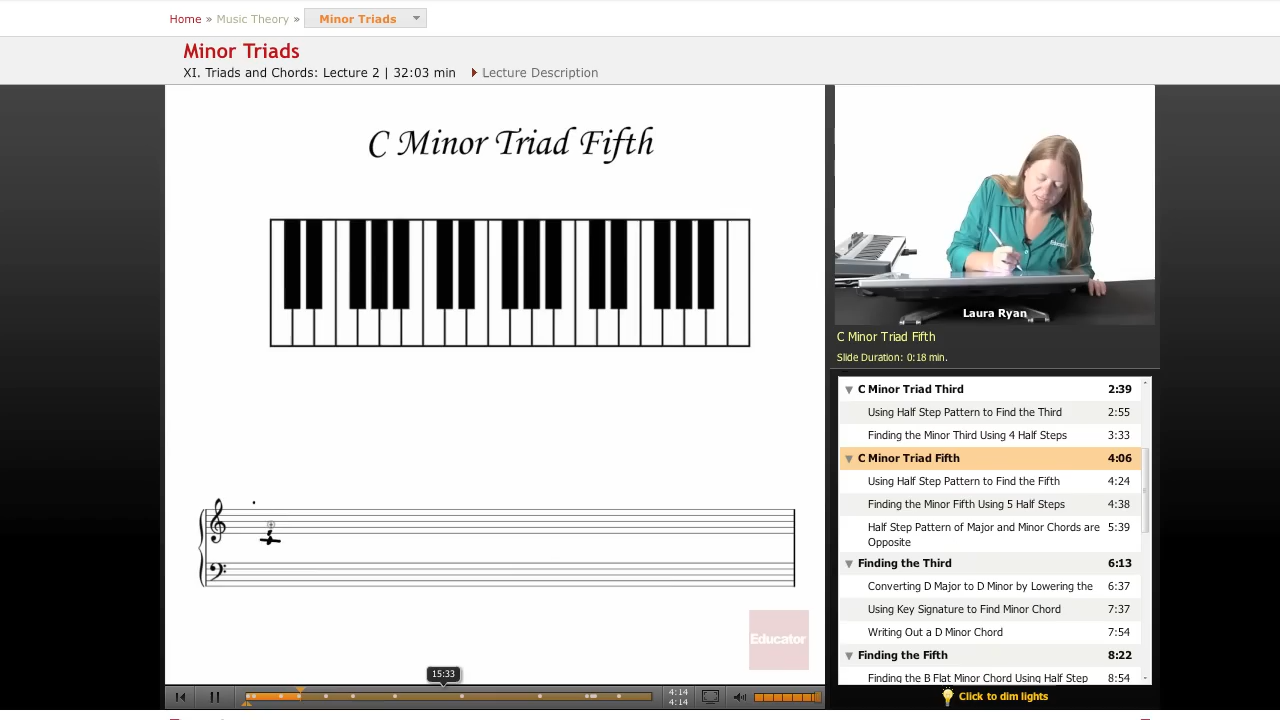 Home » Music Theory » Minor Triads
Minor Triads
XI. Triads and Chords: Lecture 2 | 32:03 min Lecture Description
C Minor Triad Fifth
Laura Ryan
C Minor Triad Fifth
Slide Duration: 0:18 min.
C Minor Triad Third 2:39
Using Half Step Pattern to Find the Third 2:55
Finding the Minor Third Using 4 Half Steps 3:33
C Minor Triad Fifth 4:06
Using Half Step Pattern to Find the Fifth 4:24
Finding the Minor Fifth Using 5 Half Steps 4:38
Half Step Pattern of Major and Minor Chords are 5:39
Opposite
Finding the Third 6:13
Converting D Major to D Minor by Lowering the 6:37
Using Key Signature to Find Minor Chord 7:37
Writing Out a D Minor Chord 7:54
Finding the Fifth 8:22
Finding the B Flat Minor Chord Using Half Step 8:54
Educator
15:33
4:14
4:14
Click to dim lights